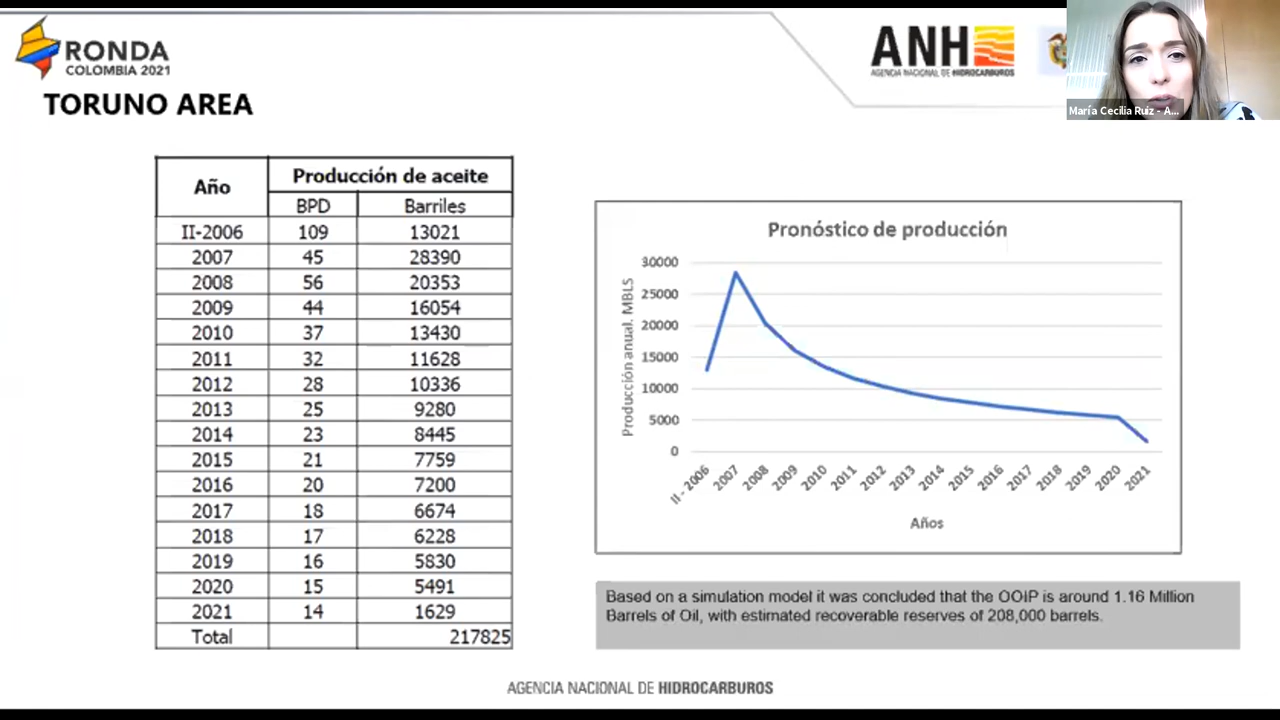 RONDA
COLOMBIA 2021
ANH
AGENCIA NACIONAL DE HIDROCARBUROS
María Cecilia Ruiz - A...
TORUNO AREA
Año Producción de aceite
BPD Barriles
II-2006 109 13021
2007 45 28390
2008 56 20353
2009 44 16054
2010 37 13430
2011 32 11628
2012 28 10336
2013 25 9280
2014 23 8445
2015 21 7759
2016 20 7200
2017 18 6674
2018 17 6228
2019 16 5830
2020 15 5491
2021 14 1629
Total 217825
Pronóstico de producción
Producción anual. MBLS
30000
25000
20000
15000
10000
5000
0
II - 2006 2007 2008 2009 2010 2011 2012 2013 2014 2015 2016 2017 2018 2019 2020 2021
Años
Based on a simulation model it was concluded that the OOIP is around 1.16 Million
Barrels of Oil, with estimated recoverable reserves of 208,000 barrels.
AGENCIA NACIONAL DE HIDROCARBUROS